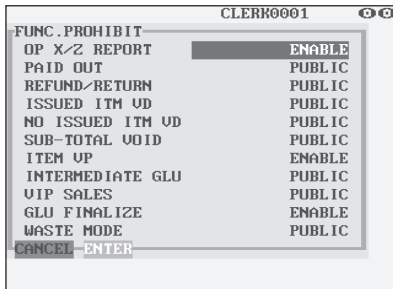 CLERK0001
FUNC.PROHIBIT
OP X/Z REPORT ENABLE
PAID OUT PUBLIC
REFUND/RETURN PUBLIC
ISSUED ITM VD PUBLIC
NO ISSUED ITM VD PUBLIC
SUB-TOTAL VOID PUBLIC
ITEM VP ENABLE
INTERMEDIATE GLU PUBLIC
VIP SALES PUBLIC
GLU FINALIZE ENABLE
WASTE MODE PUBLIC
CANCEL ENTER